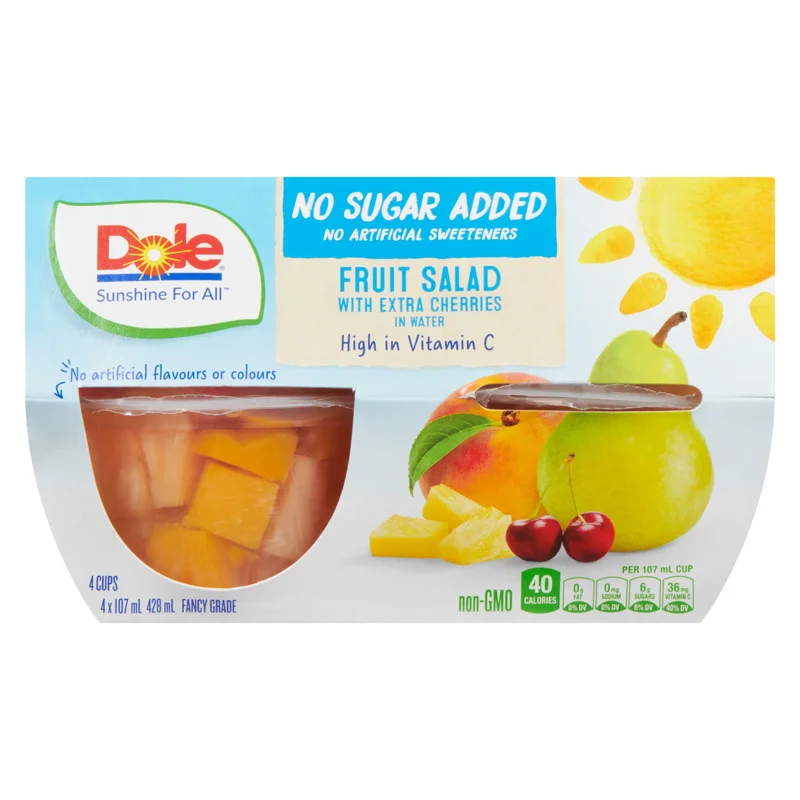 Dole
Sunshine For All™
NO SUGAR ADDED
NO ARTIFICIAL SWEETENERS
FRUIT SALAD
WITH EXTRA CHERRIES
IN WATER
High in Vitamin C
No artificial flavours or colours
4 CUPS
4 x 107 mL 428 mL FANCY GRADE
non-GMO
PER 107 mL CUP
40
CALORIES
0g
FAT
0% DV
0mg
SODIUM
0% DV
6g
SUGARS
6% DV
36mg
VITAMIN C
40% DV